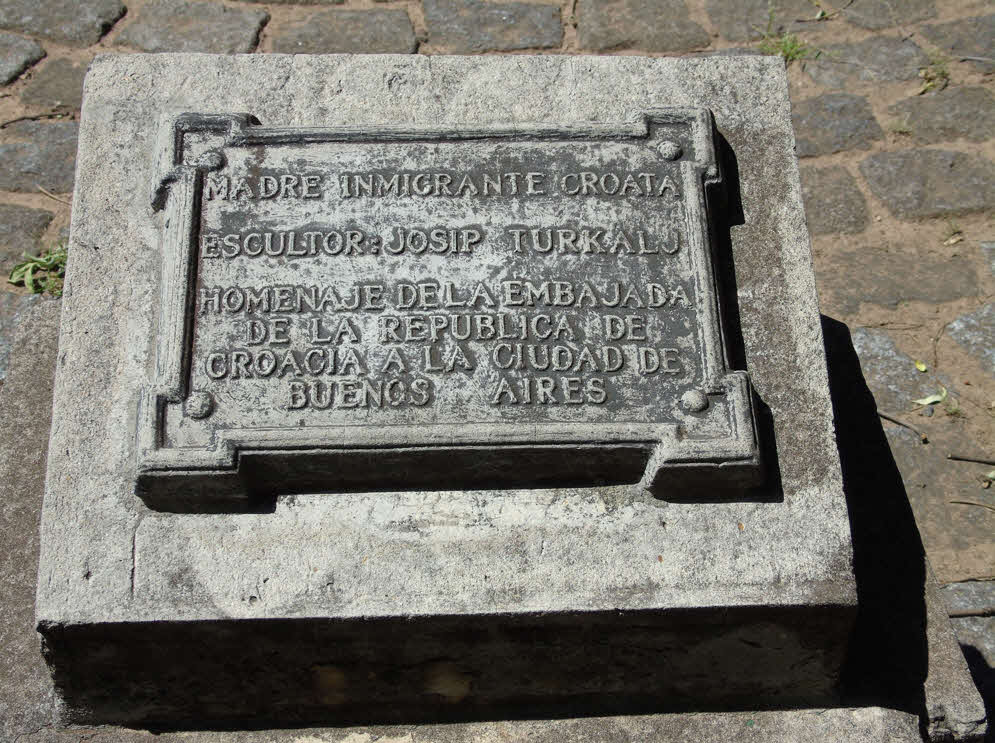 MADRE INMIGRANTE CROATA
ESCULTOR: JOSIP TURKALJ
HOMENAJE DE LA EMBAJADA
DE LA REPUBLICA DE
CROACIA A LA CIUDAD DE
BUENOS AIRES